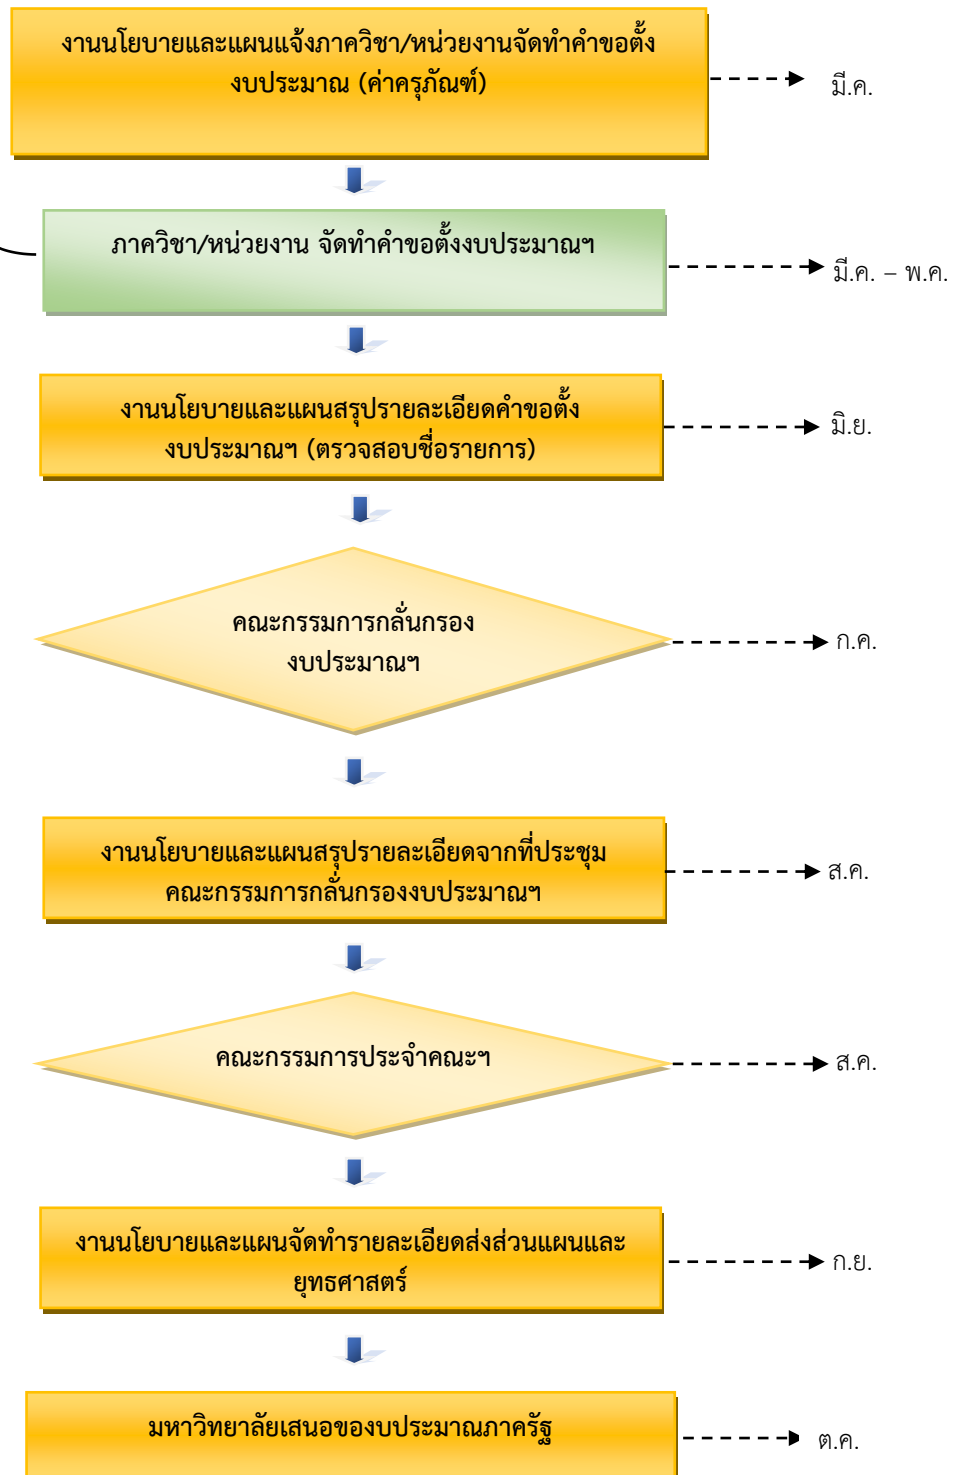 งานนโยบายและแผนแจ้งภาควิชา/หน่วยงานจัดทำคำขอตั้ง
งบประมาณ (ค่าครุภัณฑ์)
มี.ค.
ภาควิชา/หน่วยงาน จัดทำคำขอตั้งงบประมาณฯ
มี.ค. – พ.ค.
งานนโยบายและแผนสรุปรายละเอียดคำขอตั้ง
งบประมาณฯ (ตรวจสอบชื่อรายการ)
มิ.ย.
คณะกรรมการกลั่นกรอง
งบประมาณฯ
ก.ค.
งานนโยบายและแผนสรุปรายละเอียดจากที่ประชุม
คณะกรรมการกลั่นกรองงบประมาณฯ
ส.ค.
คณะกรรมการประจำคณะฯ
ส.ค.
งานนโยบายและแผนจัดทำรายละเอียดส่งส่วนแผนและ
ยุทธศาสตร์
ก.ย.
มหาวิทยาลัยเสนอของบประมาณภาครัฐ
ต.ค.